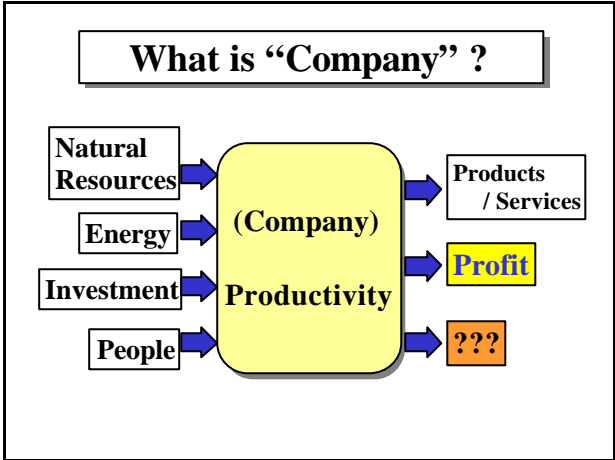 What is “Company” ?
Natural
Resources
Energy
Investment
People
(Company)
Productivity
Products
/ Services
Profit
???